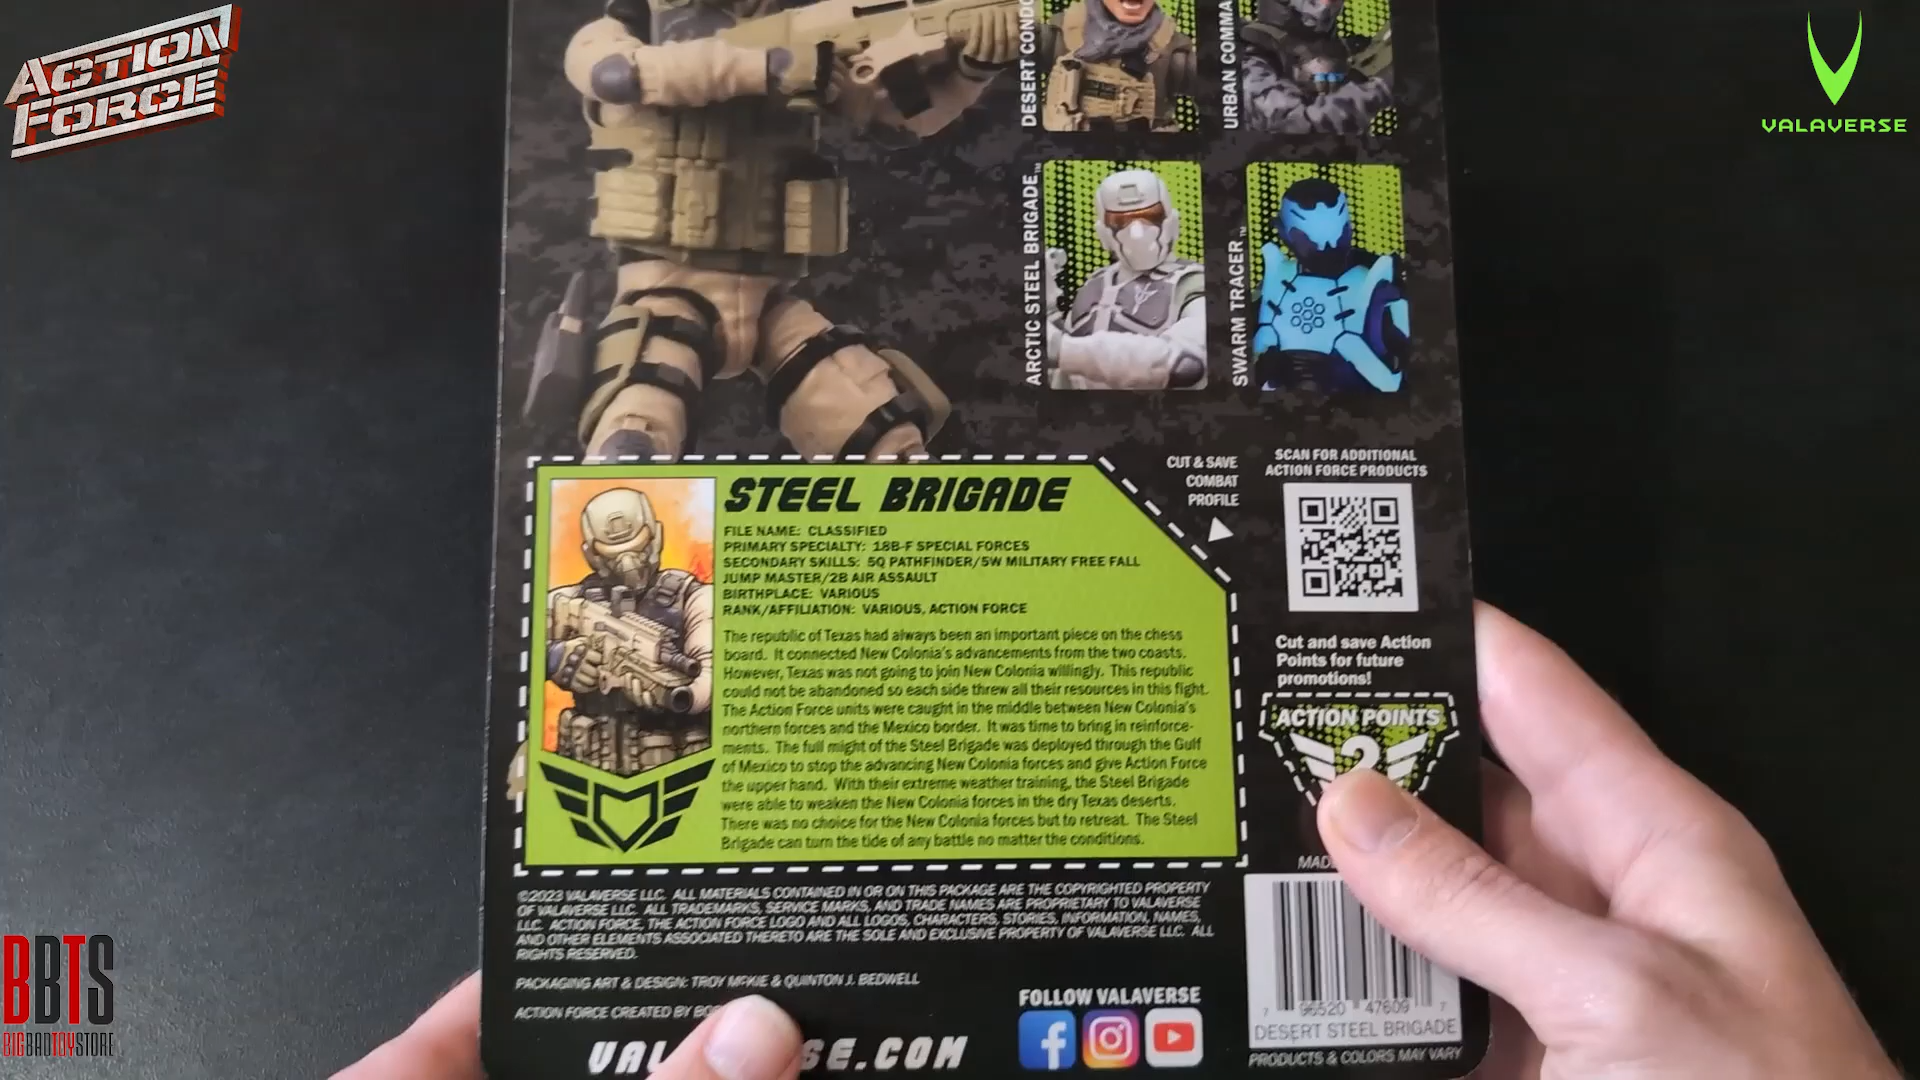 ACTION
FORCE
VALAVERSE
DESERT CONDO
URBAN COMMA
ARCTIC STEEL BRIGADE™
SWARM TRACER™
CUT & SAVE
COMBAT
PROFILE
SCAN FOR ADDITIONAL
ACTION FORCE PRODUCTS
STEEL BRIGADE
FILE NAME: CLASSIFIED
PRIMARY SPECIALTY: 18B-F SPECIAL FORCES
SECONDARY SKILLS: 5Q PATHFINDER/5W MILITARY FREE FALL
JUMP MASTER/2B AIR ASSAULT
BIRTHPLACE: VARIOUS
RANK/AFFILIATION: VARIOUS, ACTION FORCE
The republic of Texas had always been an important piece on the chess
board. It connected New Colonia's advancements from the two coasts.
However, Texas was not going to join New Colonia willingly. This republic
could not be abandoned so each side threw all their resources in this fight.
The Action Force units were caught in the middle between New Colonia's
northern forces and the Mexico border. It was time to bring in reinforce-
ments. The full might of the Steel Brigade was deployed through the Gulf
of Mexico to stop the advancing New Colonia forces and give Action Force
the upper hand. With their extreme weather training, the Steel Brigade
were able to weaken the New Colonia forces in the dry Texas deserts.
There was no choice for the New Colonia forces but to retreat. The Steel
Brigade can turn the tide of any battle no matter the conditions.
Cut and save Action
Points for future
promotions!
ACTION POINTS
2
©2023 VALAVERSE LLC. ALL MATERIALS CONTAINED IN OR ON THIS PACKAGE ARE THE COPYRIGHTED PROPERTY
OF VALAVERSE LLC. ALL TRADEMARKS, SERVICE MARKS, AND TRADE NAMES ARE PROPRIETARY TO VALAVERSE
LLC. ACTION FORCE, THE ACTION FORCE LOGO AND ALL LOGOS, CHARACTERS, STORIES, INFORMATION, NAMES,
AND OTHER ELEMENTS ASSOCIATED THERETO ARE THE SOLE AND EXCLUSIVE PROPERTY OF VALAVERSE LLC. ALL
RIGHTS RESERVED.
PACKAGING ART & DESIGN: TROY MCKIE & QUINTON J. BEDWELL
ACTION FORCE CREATED BY
FOLLOW VALAVERSE
VAL SE.COM
MAD
7 96520 47609 7
DESERT STEEL BRIGADE
PRODUCTS & COLORS MAY VARY
BBTS
BIGBADTOYSTORE